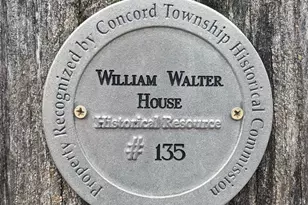 Property Recognized by Concord Township Historical Commission
WILLIAM WALTER
HOUSE
Historical Resource
# 135